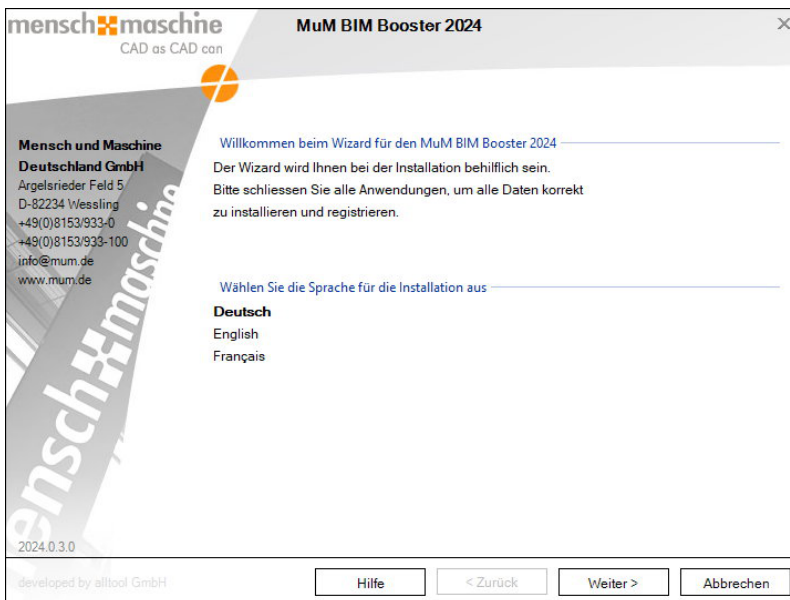 mensch maschine
CAD as CAD can
MuM BIM Booster 2024
Mensch und Maschine
Deutschland GmbH
Argelsrieder Feld 5
D-82234 Wessling
+49(0)8153/933-0
+49(0)8153/933-100
info@mum.de
www.mum.de
mensch maschine
2024.0.3.0
Willkommen beim Wizard für den MuM BIM Booster 2024
Der Wizard wird Ihnen bei der Installation behilflich sein.
Bitte schliessen Sie alle Anwendungen, um alle Daten korrekt
zu installieren und registrieren.
Wählen Sie die Sprache für die Installation aus
Deutsch
English
Français
developed by alltool GmbH
Hilfe
< Zurück
Weiter >
Abbrechen